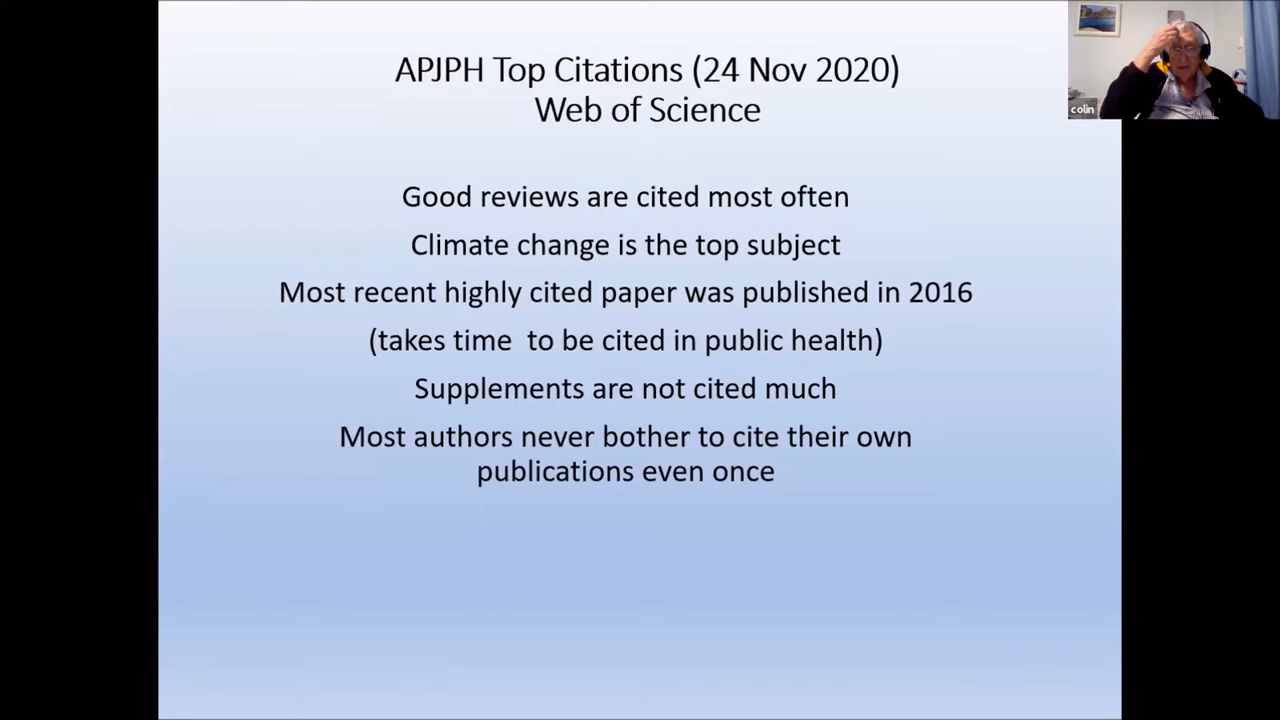 APJPH Top Citations (24 Nov 2020)
Web of Science
colin
Good reviews are cited most often
Climate change is the top subject
Most recent highly cited paper was published in 2016
(takes time  to be cited in public health)
Supplements are not cited much
Most authors never bother to cite their own
publications even once